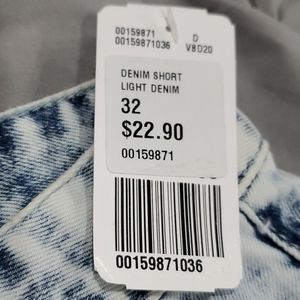 00159871 D
00159871036 V8D20
DENIM SHORT
LIGHT DENIM
32
$22.90
00159871
00159871036